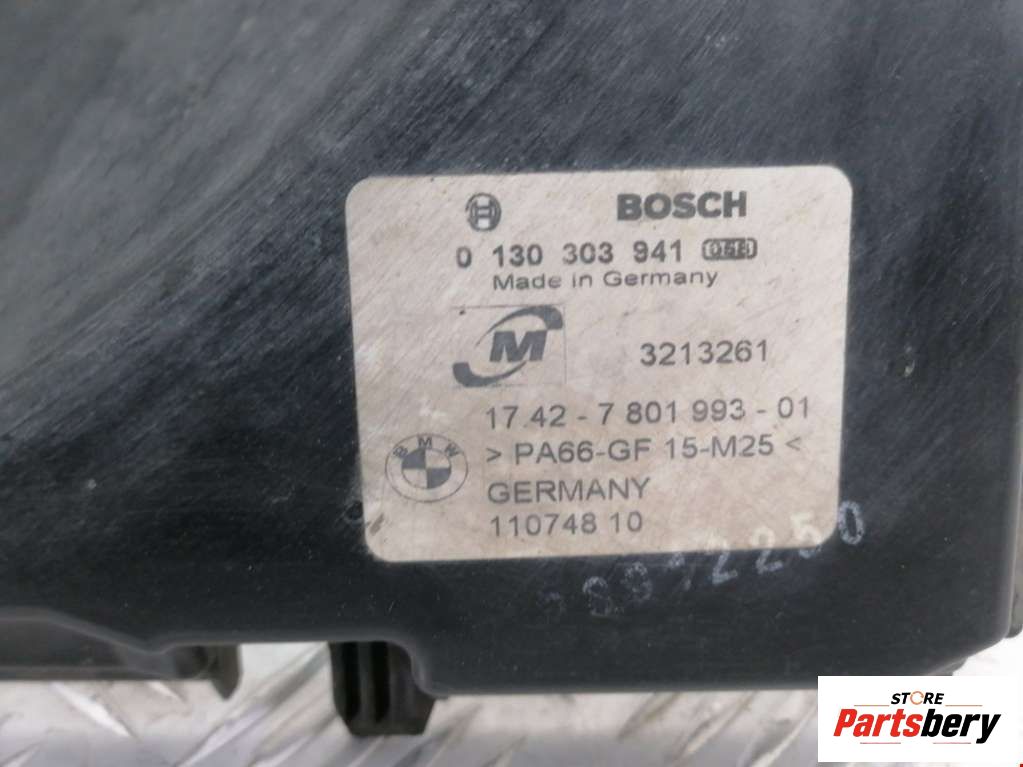 BOSCH
0 130 303 941
Made in Germany
M
3213261
17.42 - 7 801 993 - 01
BMW
> PA66-GF 15-M25 <
GERMANY
110748 10
STORE
Partsbery